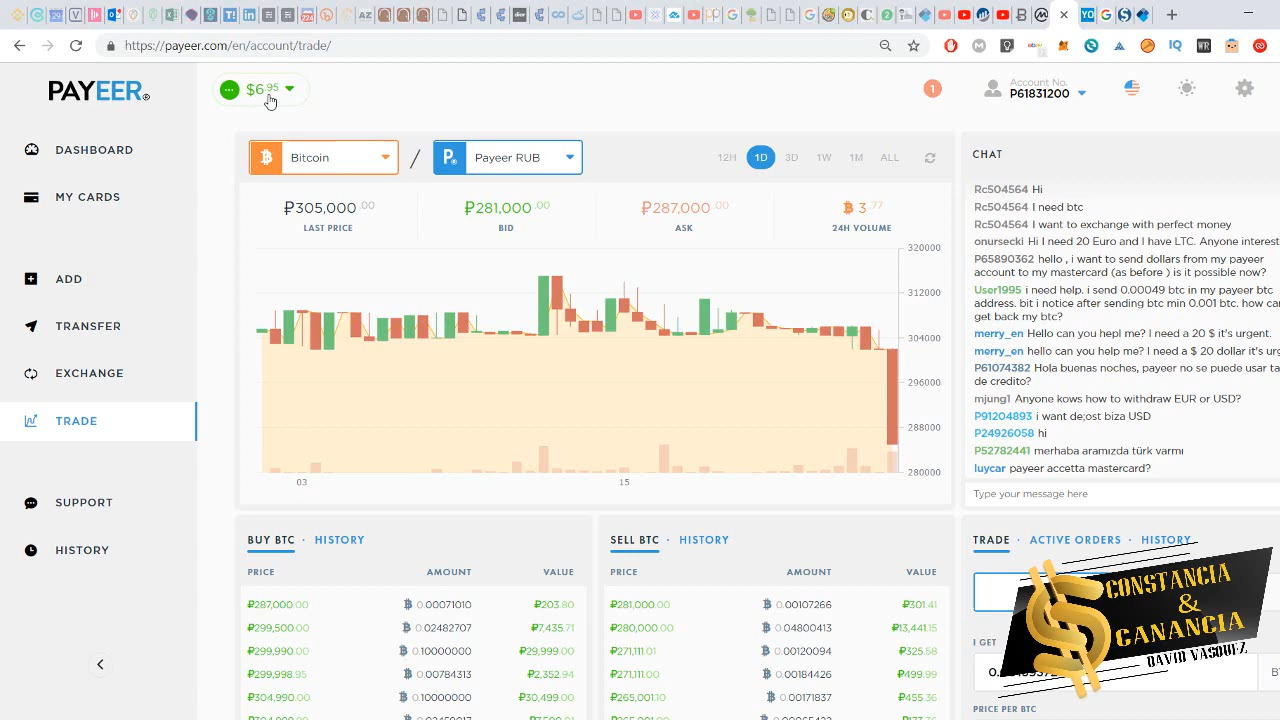 https://payeer.com/en/account/trade/
PAYEER
$6.95
1
Account No.
P61831200
DASHBOARD
MY CARDS
ADD
TRANSFER
EXCHANGE
TRADE
SUPPORT
HISTORY
Bitcoin
/
Payeer RUB
12H 1D 3D 1W 1M ALL
₽305,000.00
LAST PRICE
₽281,000.00
BID
₽287,000.00
ASK
3.77
24H VOLUME
320000
312000
304000
296000
288000
280000
03
15
CHAT
Rc504564 Hi
Rc504564 I need btc
Rc504564 I want to exchange with perfect money
onursecki Hi I need 20 Euro and I have LTC. Anyone interest
P65890362 hello , i want to send dollars from my payeer
account to my mastercard (as before ) is it possible now?
User1995 i need help. i send 0.00049 btc in my payeer btc
address. bit i notice after sending btc min 0.001 btc. how ca
get back my btc?
merry_en Hello can you hepl me? I need a 20 $ it's urgent.
merry_en hello can you help me? I need a $ 20 dollar it's urg
P61074382 Hola buenas noches, payeer no se puede usar ta
de credito?
mjung1 Anyone kows how to withdraw EUR or USD?
P91204893 i want de;ost biza USD
P24926058 hi
P52782441 merhaba aramızda türk varmı
luycar payeer accetta mastercard?
Type your message here
BUY BTC · HISTORY
PRICE AMOUNT VALUE
₽287,000.00 0.00071010 ₽203.80
₽299,500.00 0.02482707 ₽7,435.71
₽299,990.00 0.10000000 ₽29,999.00
₽299,998.95 0.00784313 ₽2,352.94
₽304,990.00 0.10000000 ₽30,499.00
SELL BTC · HISTORY
PRICE AMOUNT VALUE
₽281,000.00 0.00107266 ₽301.41
₽280,000.00 0.04800413 ₽13,441.15
₽271,111.01 0.00120094 ₽325.58
₽271,111.00 0.00184426 ₽499.99
₽265,001.10 0.00171837 ₽455.36
TRADE · ACTIVE ORDERS · HISTORY
I GET
PRICE PER BTC
CONSTANCIA
&
GANANCIA
DAVID VASQUEZ